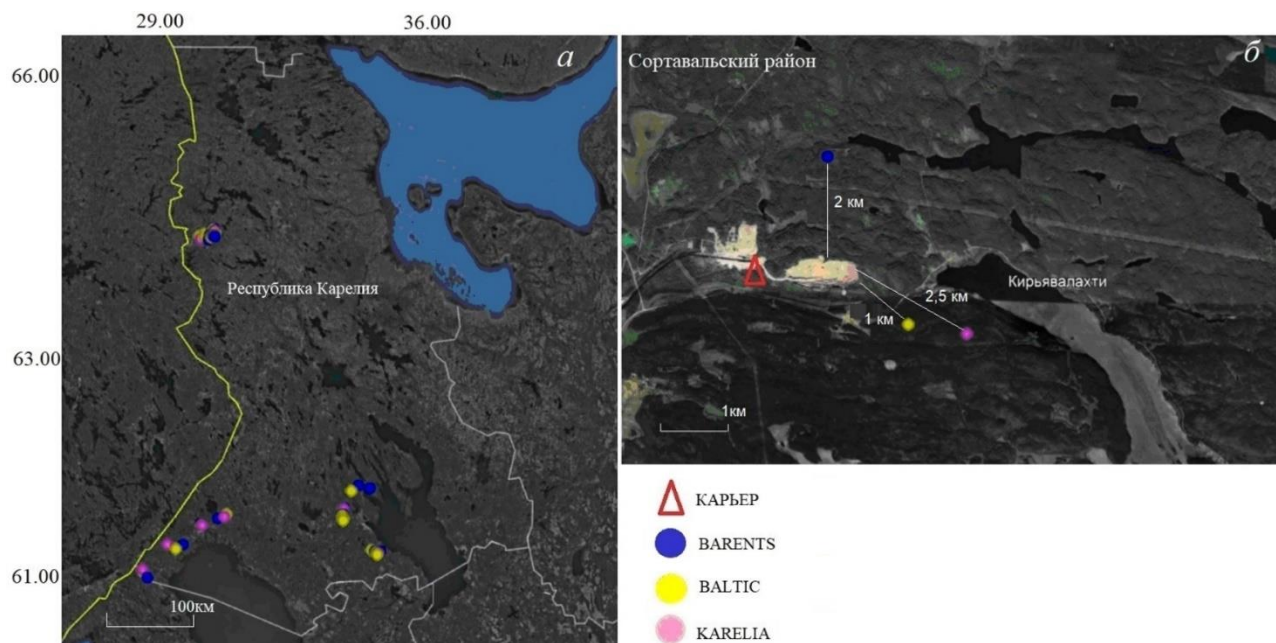 29.00 36.00
66.00
63.00
61.00
а
Республика Карелия
100км
Сортавальский район
б
2 км
2,5 км
1 км
Кирьявалахти
1км
КАРЬЕР
BARENTS
BALTIC
KARELIA